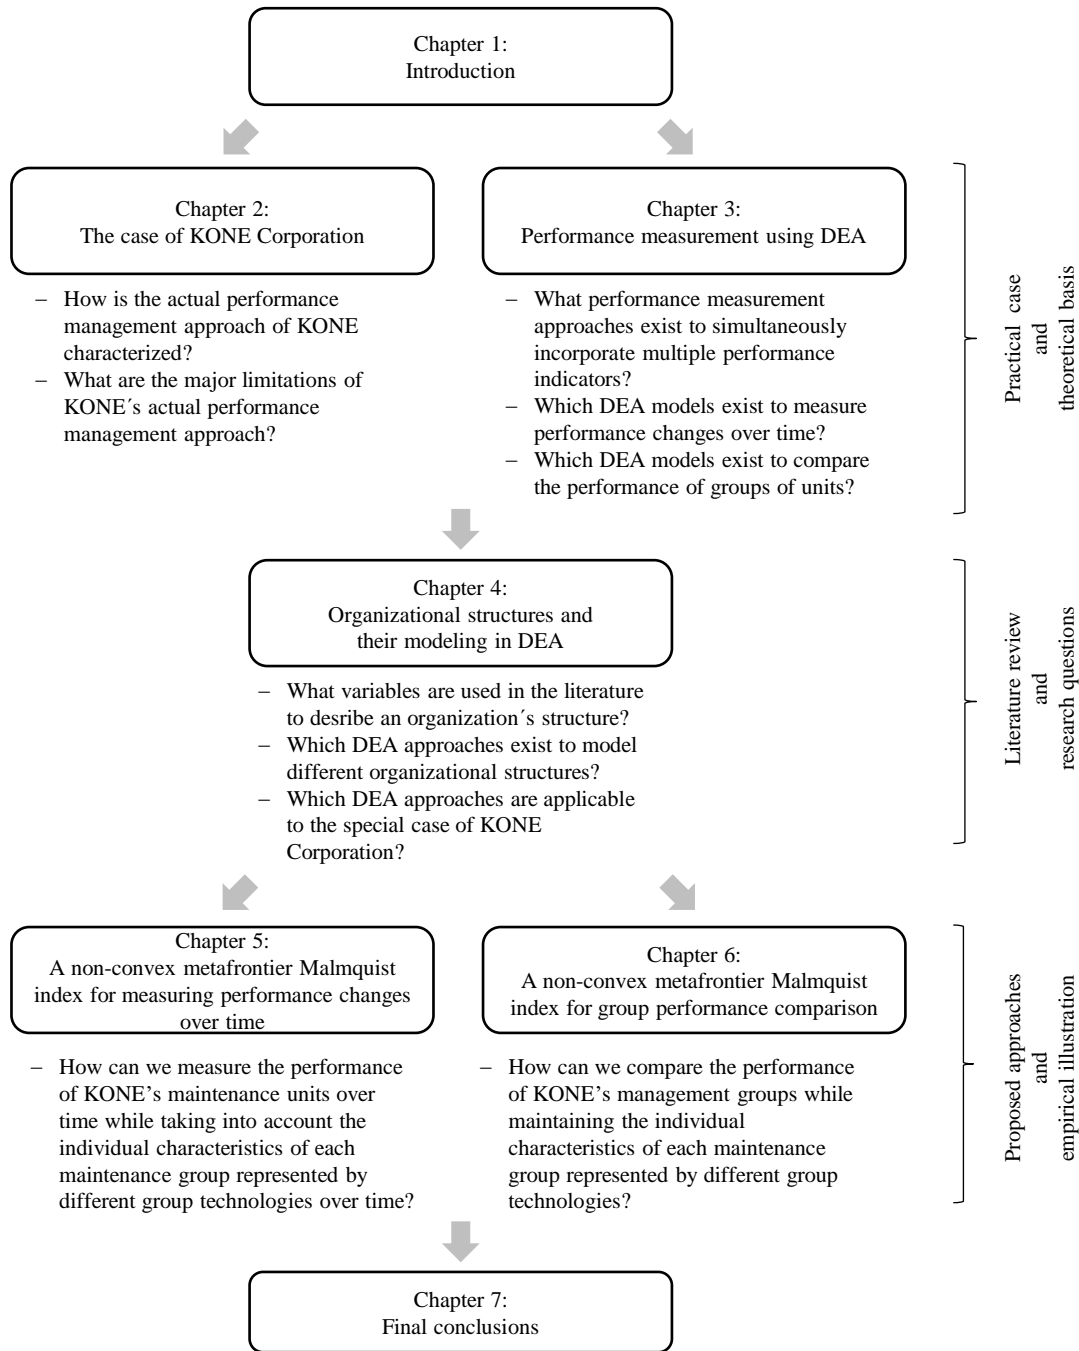 Chapter 1:
Introduction
Chapter 2:
The case of KONE Corporation
– How is the actual performance
management approach of KONE
characterized?
– What are the major limitations of
KONE´s actual performance
management approach?
Chapter 3:
Performance measurement using DEA
– What performance measurement
approaches exist to simultaneously
incorporate multiple performance
indicators?
– Which DEA models exist to measure
performance changes over time?
– Which DEA models exist to compare
the performance of groups of units?
Practical case
and
theoretical basis
Chapter 4:
Organizational structures and
their modeling in DEA
– What variables are used in the literature
to desribe an organization´s structure?
– Which DEA approaches exist to model
different organizational structures?
– Which DEA approaches are applicable
to the special case of KONE
Corporation?
Literature review
and
research questions
Chapter 5:
A non-convex metafrontier Malmquist
index for measuring performance changes
over time
– How can we measure the performance
of KONE’s maintenance units over
time while taking into account the
individual characteristics of each
maintenance group represented by
different group technologies over time?
Chapter 6:
A non-convex metafrontier Malmquist
index for group performance comparison
– How can we compare the performance
of KONE’s management groups while
maintaining the individual
characteristics of each maintenance
group represented by different group
technologies?
Proposed approaches
and
empirical illustration
Chapter 7:
Final conclusions